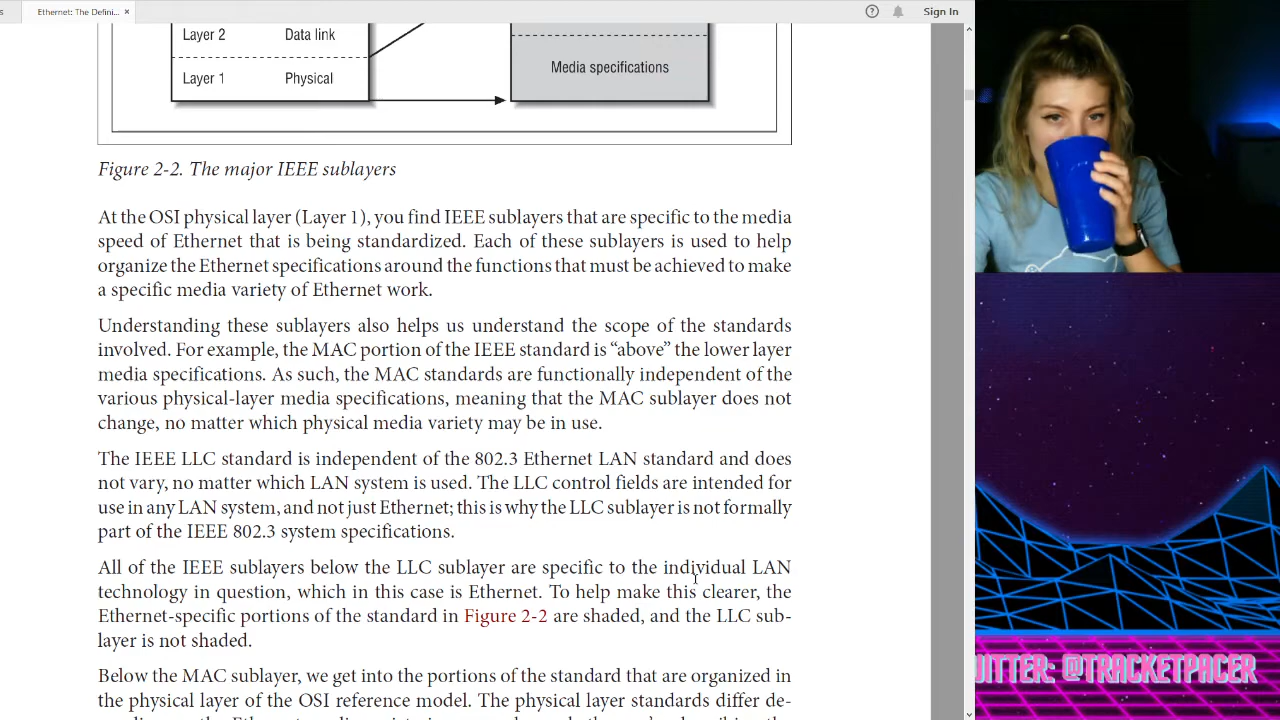 s
Ethernet: The Defini...
×
?
Sign In
Layer 2 Data link
Layer 1 Physical
Media specifications
Figure 2-2. The major IEEE sublayers
At the OSI physical layer (Layer 1), you find IEEE sublayers that are specific to the media
speed of Ethernet that is being standardized. Each of these sublayers is used to help
organize the Ethernet specifications around the functions that must be achieved to make
a specific media variety of Ethernet work.
Understanding these sublayers also helps us understand the scope of the standards
involved. For example, the MAC portion of the IEEE standard is “above” the lower layer
media specifications. As such, the MAC standards are functionally independent of the
various physical-layer media specifications, meaning that the MAC sublayer does not
change, no matter which physical media variety may be in use.
The IEEE LLC standard is independent of the 802.3 Ethernet LAN standard and does
not vary, no matter which LAN system is used. The LLC control fields are intended for
use in any LAN system, and not just Ethernet; this is why the LLC sublayer is not formally
part of the IEEE 802.3 system specifications.
All of the IEEE sublayers below the LLC sublayer are specific to the individual LAN
technology in question, which in this case is Ethernet. To help make this clearer, the
Ethernet-specific portions of the standard in Figure 2-2 are shaded, and the LLC sub-
layer is not shaded.
Below the MAC sublayer, we get into the portions of the standard that are organized in
the physical layer of the OSI reference model. The physical layer standards differ de-
ITTER: @TRACKETPACER